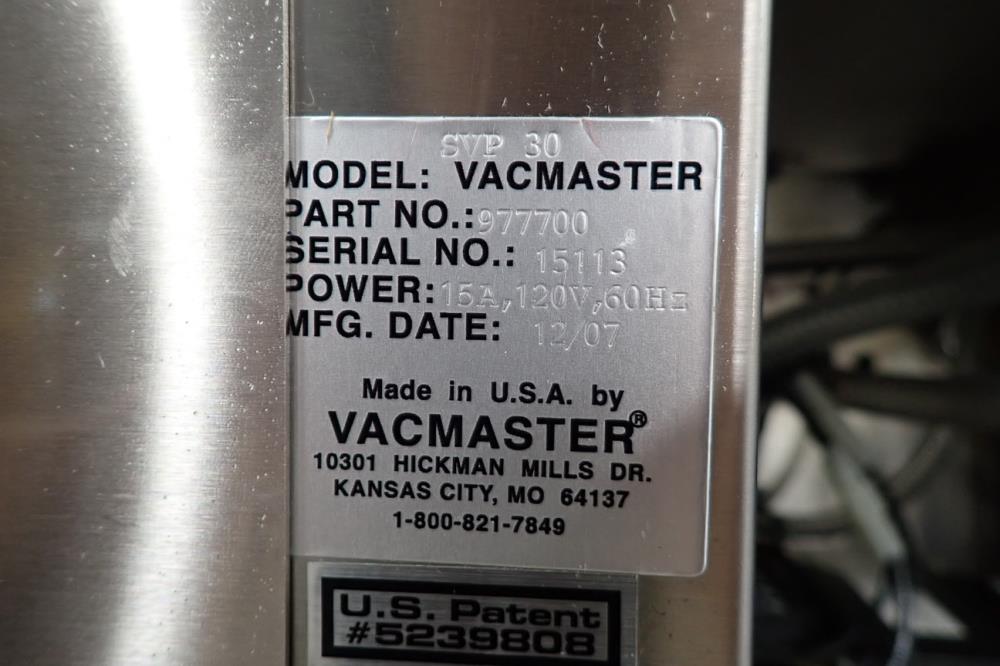 SVP 30
MODEL: VACMASTER
PART NO.: 977700
SERIAL NO.: 15113
POWER: 15A,120V,60Hz
MFG. DATE: 12/07
Made in U.S.A. by
VACMASTER®
10301 HICKMAN MILLS DR.
KANSAS CITY, MO 64137
1-800-821-7849
U.S. Patent
#5239808